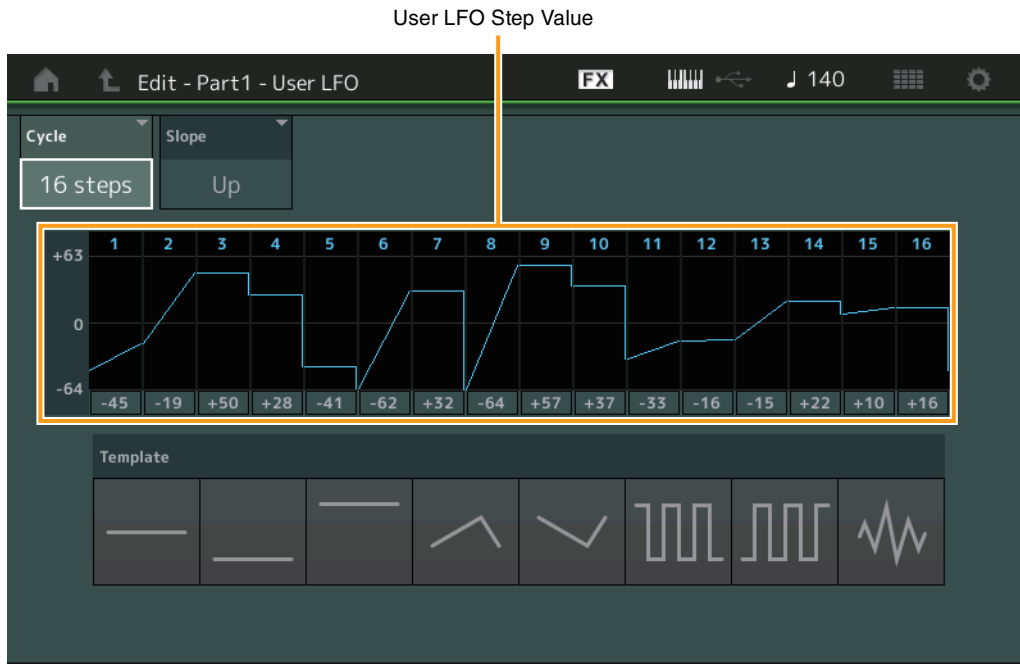 User LFO Step Value
Edit - Part1 - User LFO FX ♩ 140
Cycle Slope
16 steps Up
1 2 3 4 5 6 7 8 9 10 11 12 13 14 15 16
+63
0
-64
-45 -19 +50 +28 -41 -62 +32 -64 +57 +37 -33 -16 -15 +22 +10 +16
Template